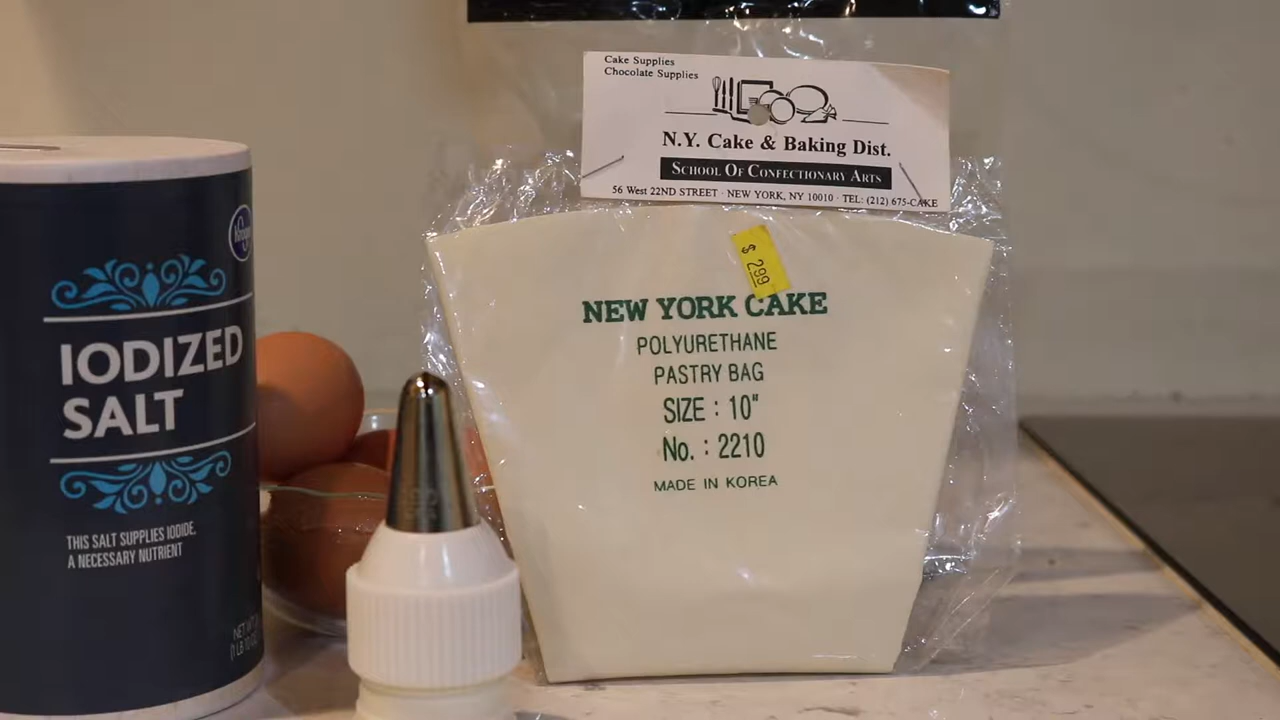 Cake Supplies
Chocolate Supplies
N.Y. Cake & Baking Dist.
SCHOOL OF CONFECTIONARY ARTS
56 West 22ND STREET · NEW YORK, NY 10010 · TEL: (212) 675-CAKE
$ 2.99
NEW YORK CAKE
POLYURETHANE
PASTRY BAG
SIZE : 10"
No. : 2210
MADE IN KOREA
IODIZED
SALT
THIS SALT SUPPLIES IODIDE,
A NECESSARY NUTRIENT